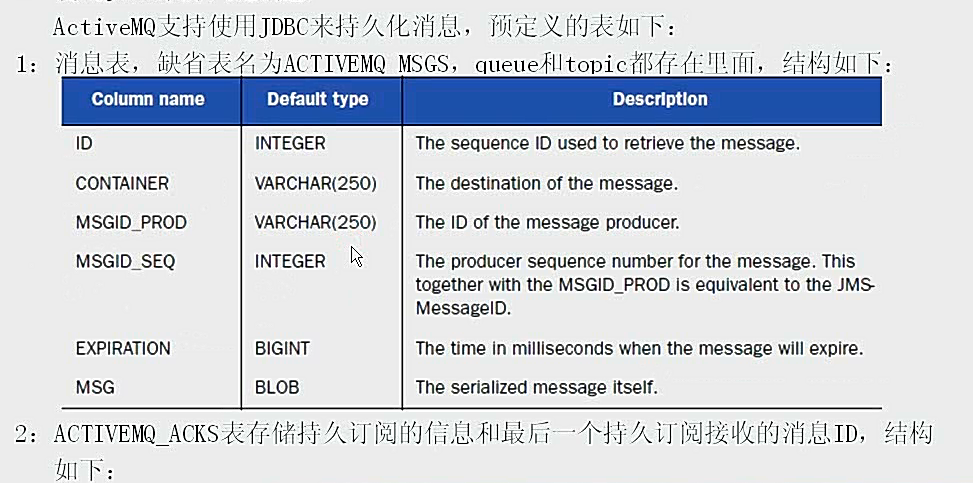 ActiveMQ支持使用JDBC来持久化消息，预定义的表如下：
1：消息表，缺省表名为ACTIVEMQ_MSGS，queue和topic都存在里面，结构如下：
Column name Default type Description
ID INTEGER The sequence ID used to retrieve the message.
CONTAINER VARCHAR(250) The destination of the message.
MSGID_PROD VARCHAR(250) The ID of the message producer.
MSGID_SEQ INTEGER The producer sequence number for the message. This
together with the MSGID_PROD is equivalent to the JMS-
MessageID.
EXPIRATION BIGINT The time in milliseconds when the message will expire.
MSG BLOB The serialized message itself.
2：ACTIVEMQ_ACKS表存储持久订阅的信息和最后一个持久订阅接收的消息ID，结构
如下：